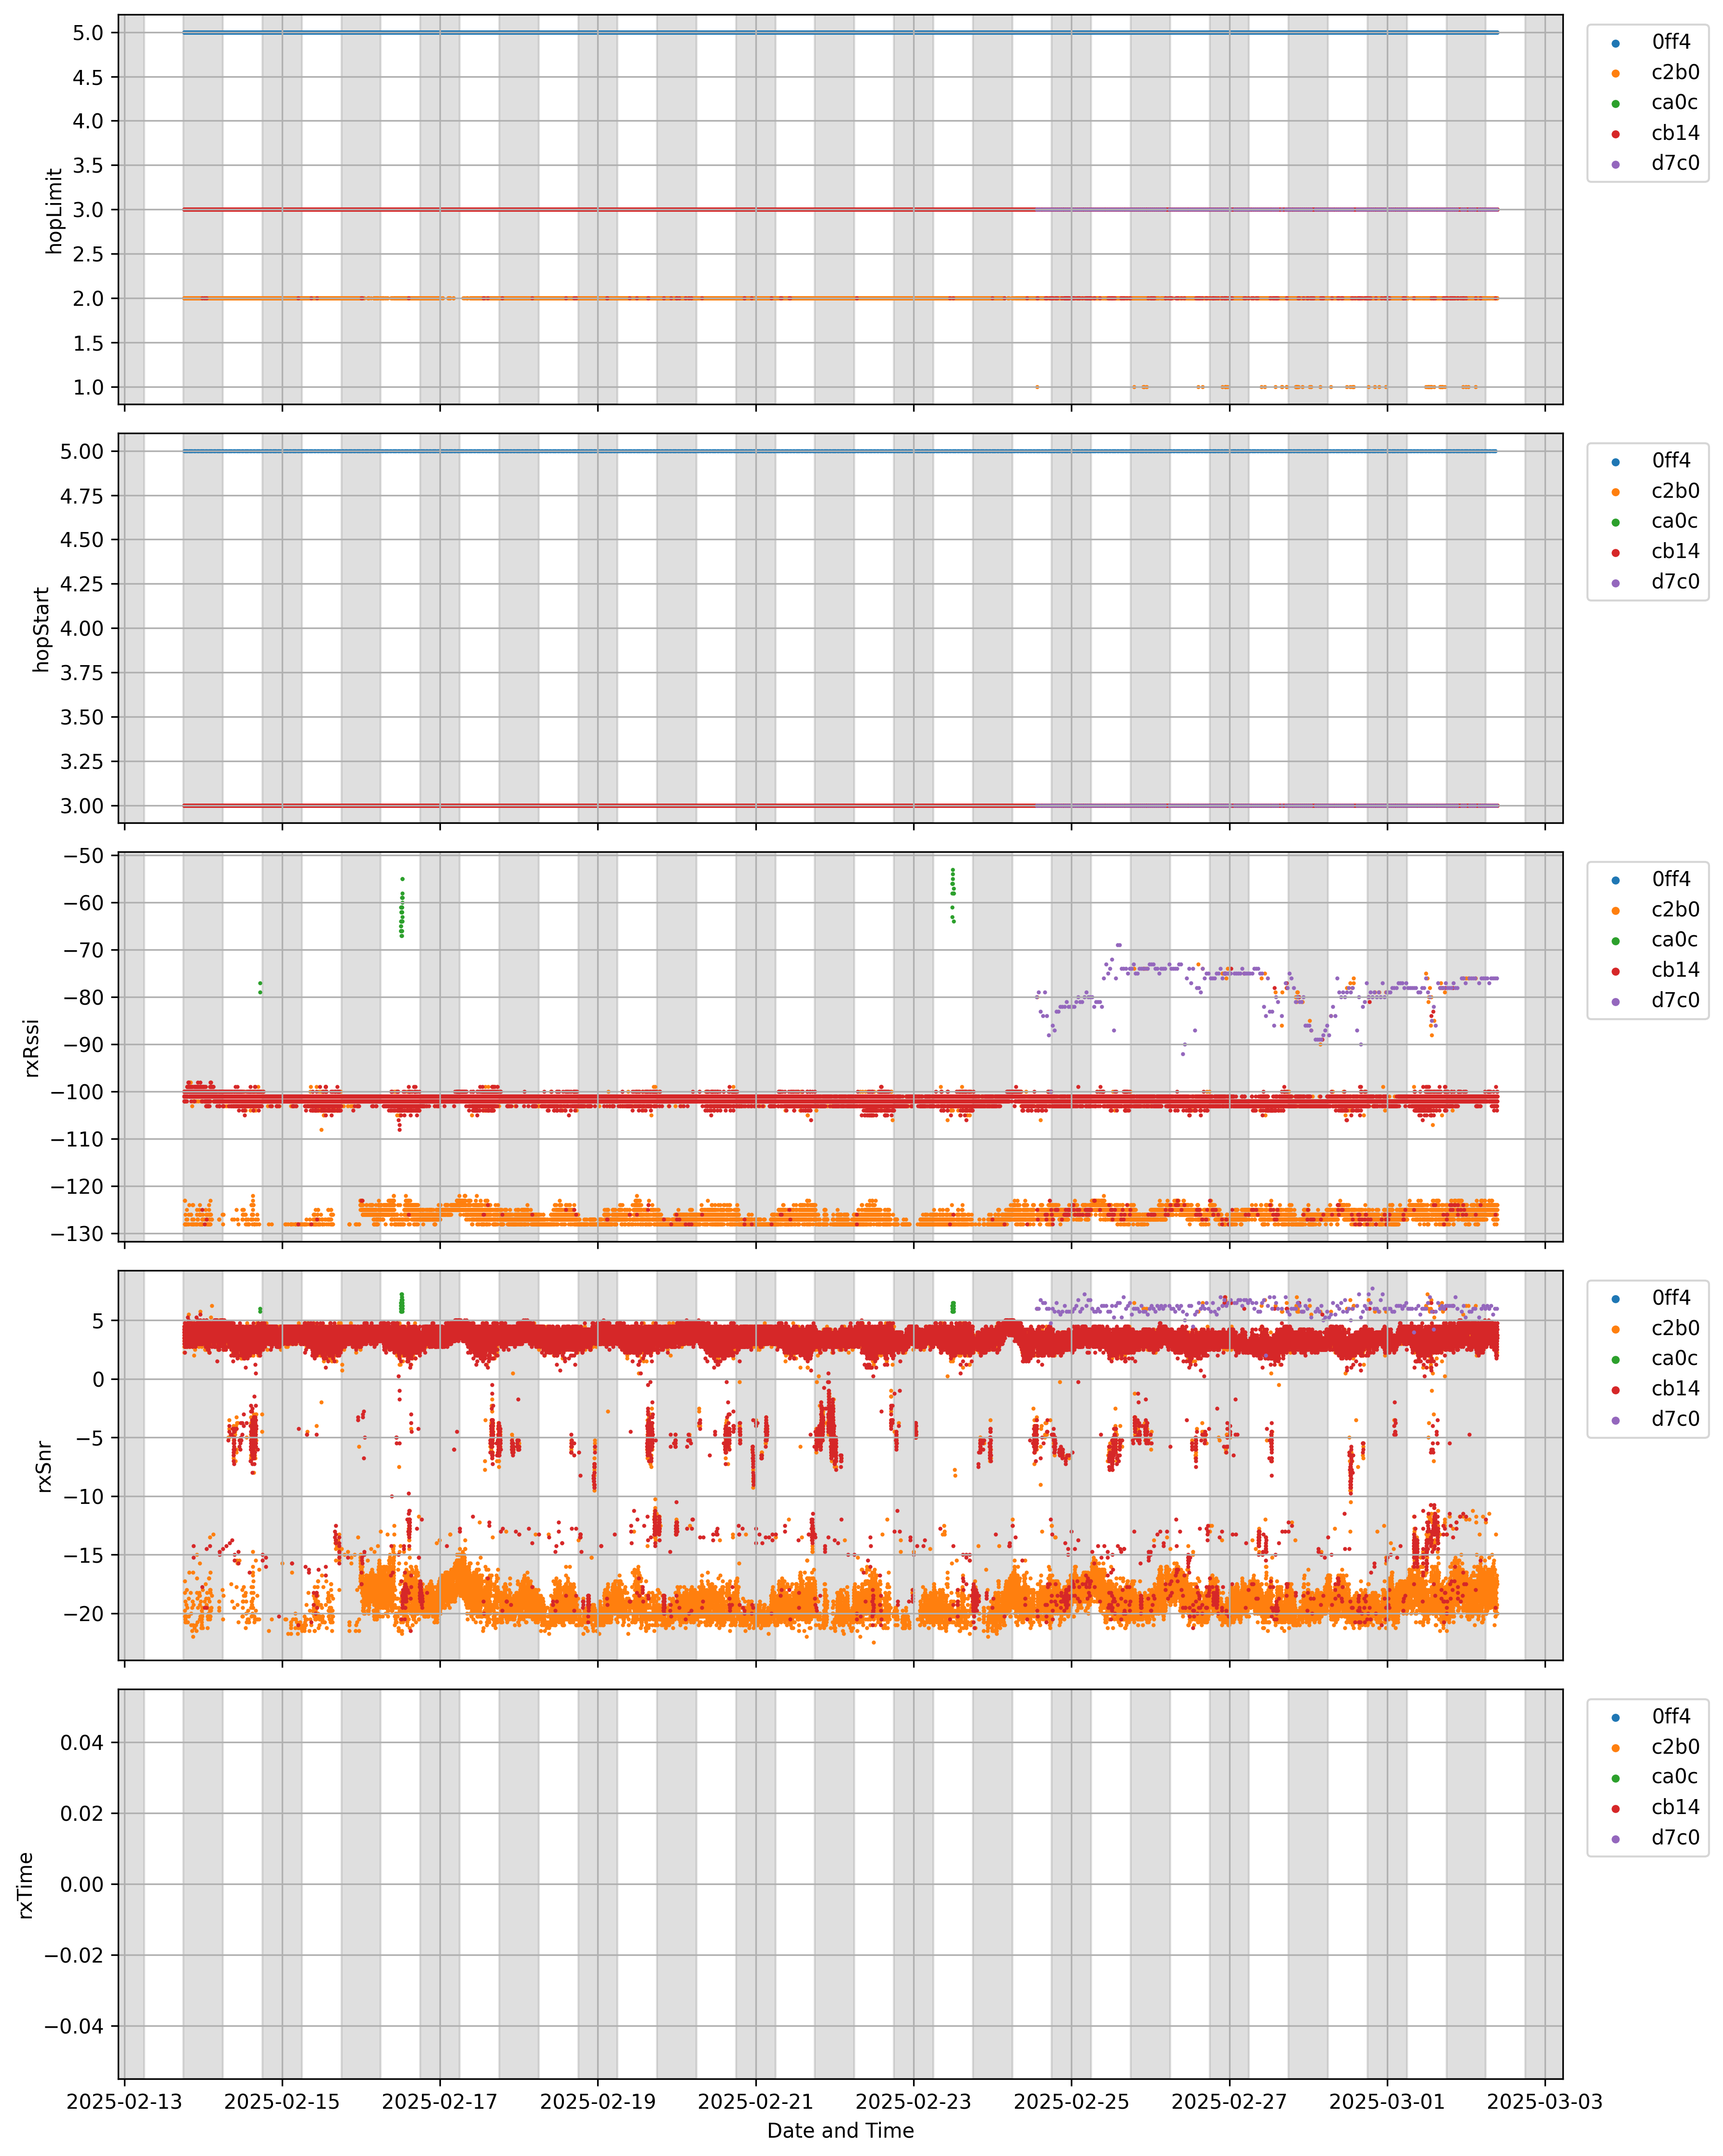 5.0
4.5
4.0
3.5
3.0
2.5
2.0
1.5
1.0
hopLimit
0ff4
c2b0
ca0c
cb14
d7c0
5.00
4.75
4.50
4.25
4.00
3.75
3.50
3.25
3.00
hopStart
0ff4
c2b0
ca0c
cb14
d7c0
−50
−60
−70
−80
−90
−100
−110
−120
−130
rxRssi
0ff4
c2b0
ca0c
cb14
d7c0
5
0
−5
−10
−15
−20
rxSnr
0ff4
c2b0
ca0c
cb14
d7c0
0.04
0.02
0.00
−0.02
−0.04
rxTime
0ff4
c2b0
ca0c
cb14
d7c0
2025-02-13 2025-02-15 2025-02-17 2025-02-19 2025-02-21 2025-02-23 2025-02-25 2025-02-27 2025-03-01 2025-03-03
Date and Time